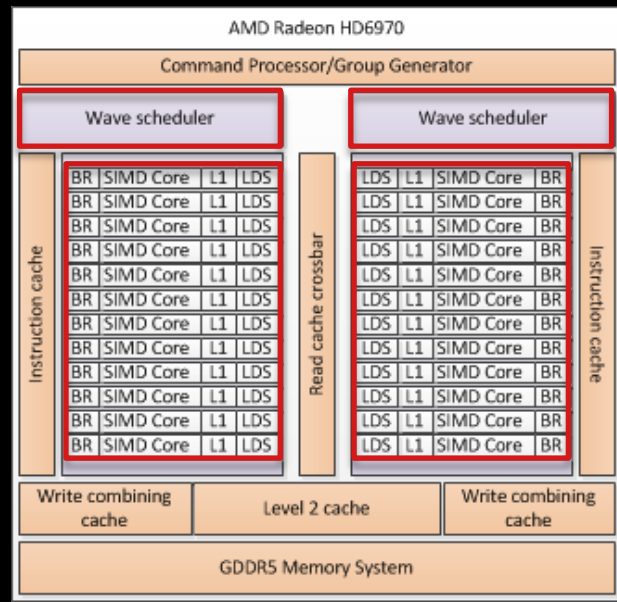 AMD Radeon HD6970
Command Processor/Group Generator
Wave scheduler
Wave scheduler
Instruction cache
BR SIMD Core L1 LDS
BR SIMD Core L1 LDS
BR SIMD Core L1 LDS
BR SIMD Core L1 LDS
BR SIMD Core L1 LDS
BR SIMD Core L1 LDS
BR SIMD Core L1 LDS
BR SIMD Core L1 LDS
BR SIMD Core L1 LDS
BR SIMD Core L1 LDS
BR SIMD Core L1 LDS
BR SIMD Core L1 LDS
Read cache crossbar
LDS L1 SIMD Core BR
LDS L1 SIMD Core BR
LDS L1 SIMD Core BR
LDS L1 SIMD Core BR
LDS L1 SIMD Core BR
LDS L1 SIMD Core BR
LDS L1 SIMD Core BR
LDS L1 SIMD Core BR
LDS L1 SIMD Core BR
LDS L1 SIMD Core BR
LDS L1 SIMD Core BR
LDS L1 SIMD Core BR
Instruction cache
Write combining
cache
Level 2 cache
Write combining
cache
GDDR5 Memory System